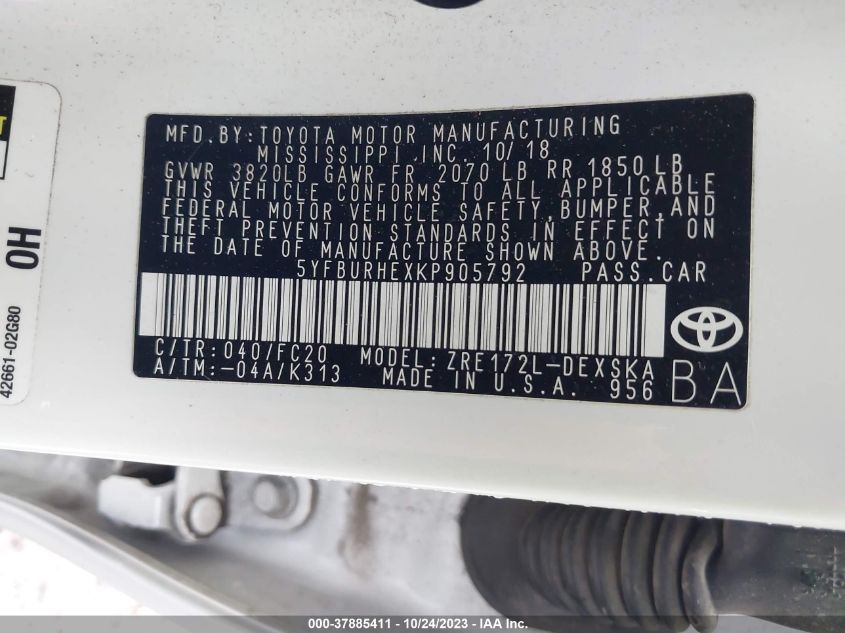 MFD.BY:TOYOTA MOTOR MANUFACTURING
MISSISSIPPI,INC. 10/18
GVWR 3820LB GAWR FR 2070 LB RR 1850LB
THIS VEHICLE CONFORMS TO ALL APPLICABLE
FEDERAL MOTOR VEHICLE SAFETY,BUMPER,AND
THEFT PREVENTION STANDARDS IN EFFECT ON
THE DATE OF MANUFACTURE SHOWN ABOVE.
5YFBURHEXKP905792 PASS.CAR
C/TR:040/FC20 MODEL:ZRE172L-DEXSKA
A/TM:-04A/K313 MADE IN U.S.A. 956
BA
OH
42661-02G80
000-37885411 | 10/24/2023 | IAA Inc.